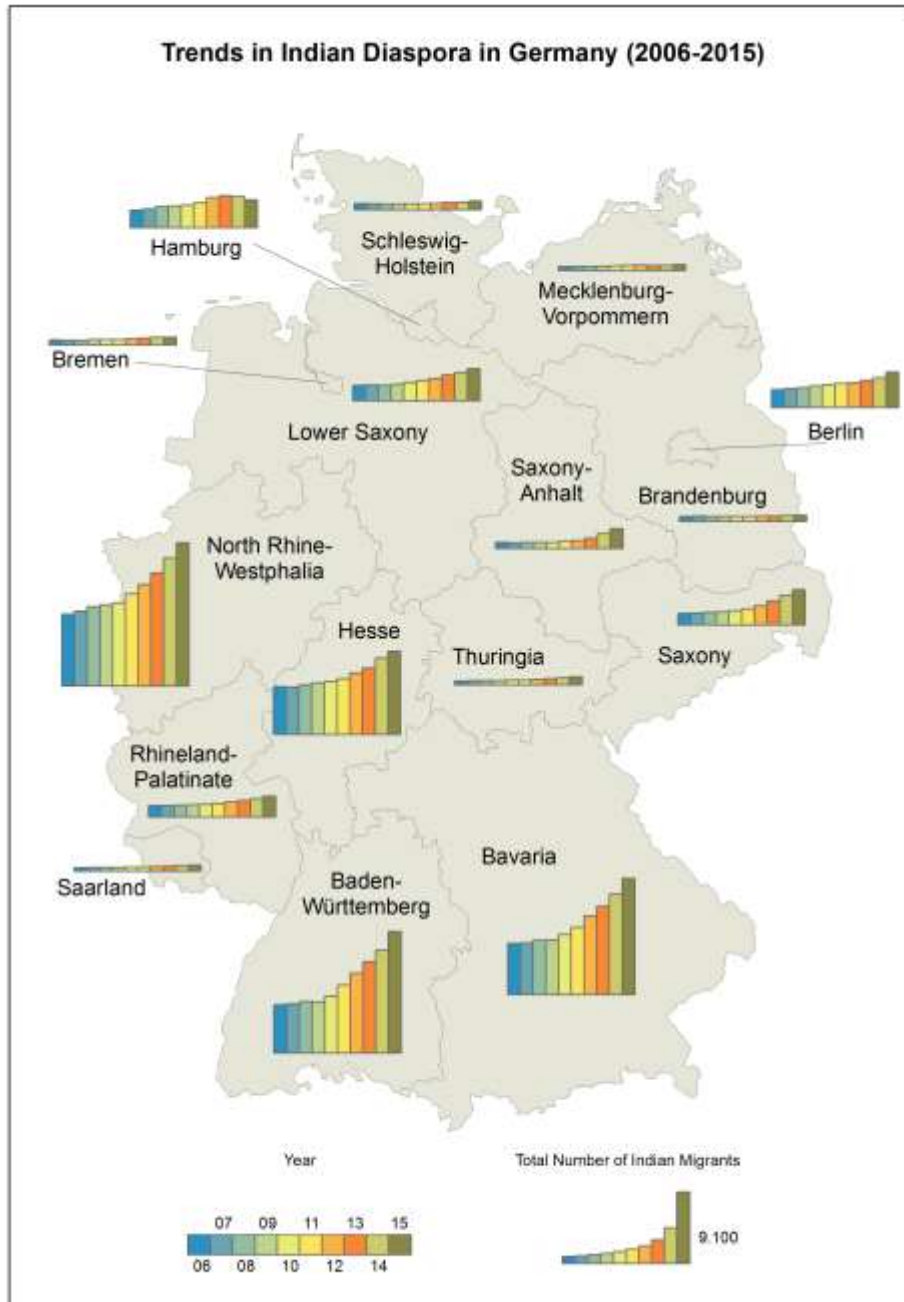 Trends in Indian Diaspora in Germany (2006-2015)
Hamburg
Schleswig-
Holstein
Mecklenburg-
Vorpommern
Bremen
Lower Saxony
Berlin
Saxony-
Anhalt
Brandenburg
North Rhine-
Westphalia
Hesse
Thuringia
Saxony
Rhineland-
Palatinate
Saarland
Baden-
Württemberg
Bavaria
Year
Total Number of Indian Migrants
07 09 11 13 15
06 08 10 12 14
9.100